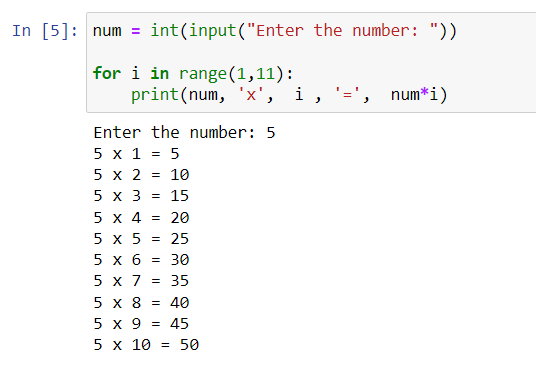 In [5]: num = int(input("Enter the number: "))
for i in range(1,11):
    print(num, 'x',  i , '=',  num*i)
Enter the number: 5
5 x 1 = 5
5 x 2 = 10
5 x 3 = 15
5 x 4 = 20
5 x 5 = 25
5 x 6 = 30
5 x 7 = 35
5 x 8 = 40
5 x 9 = 45
5 x 10 = 50